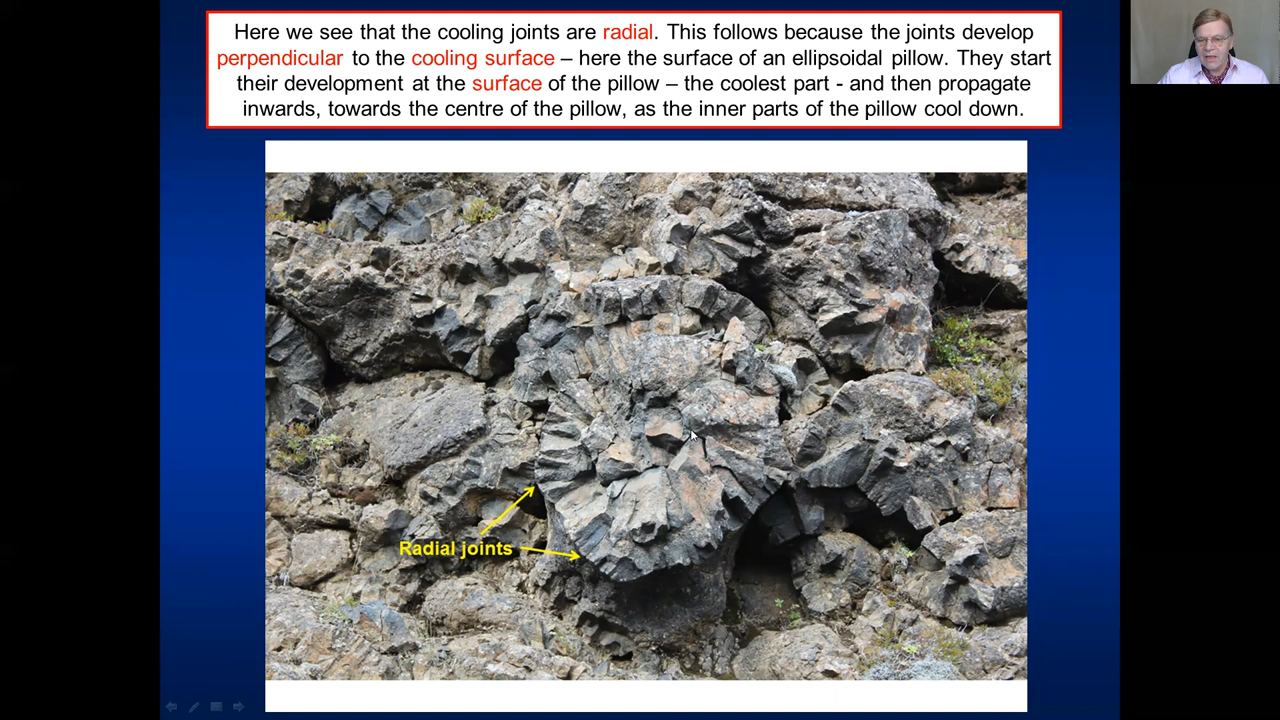 Here we see that the cooling joints are radial. This follows because the joints develop
perpendicular to the cooling surface – here the surface of an ellipsoidal pillow. They start
their development at the surface of the pillow – the coolest part - and then propagate
inwards, towards the centre of the pillow, as the inner parts of the pillow cool down.
Radial joints